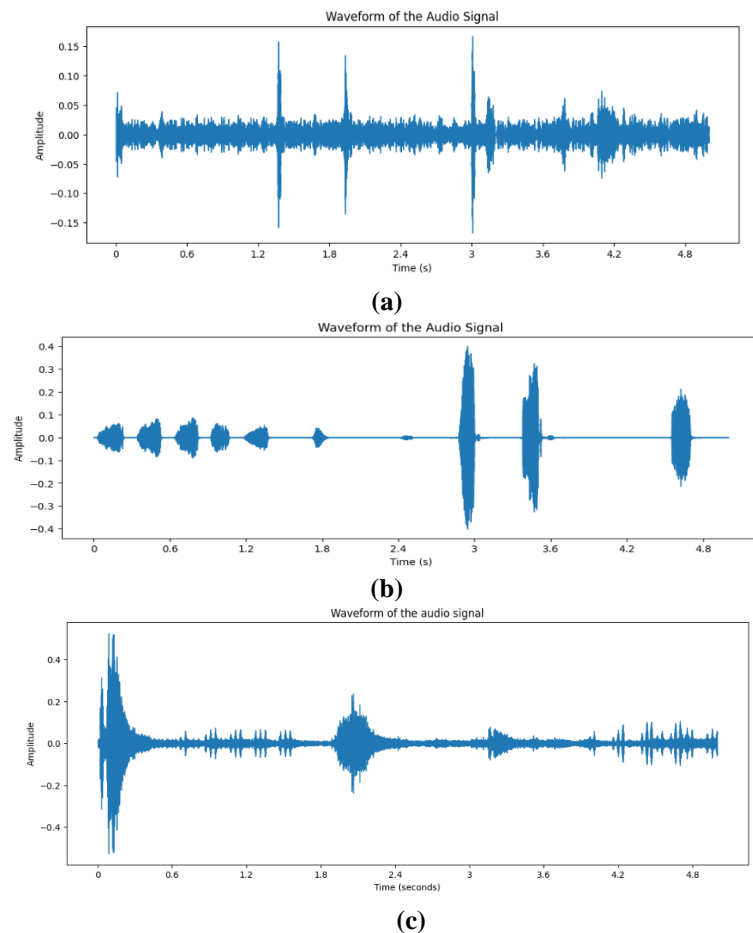 Waveform of the Audio Signal
0.15
0.10
0.05
0.00
−0.05
−0.10
−0.15
Amplitude
0 0.6 1.2 1.8 2.4 3 3.6 4.2 4.8
Time (s)
(a)
Waveform of the Audio Signal
0.4
0.3
0.2
0.1
0.0
−0.1
−0.2
−0.3
−0.4
Amplitude
0 0.6 1.2 1.8 2.4 3 3.6 4.2 4.8
Time (s)
(b)
Waveform of the audio signal
0.4
0.2
0.0
−0.2
−0.4
Amplitude
0 0.6 1.2 1.8 2.4 3 3.6 4.2 4.8
Time (seconds)
(c)